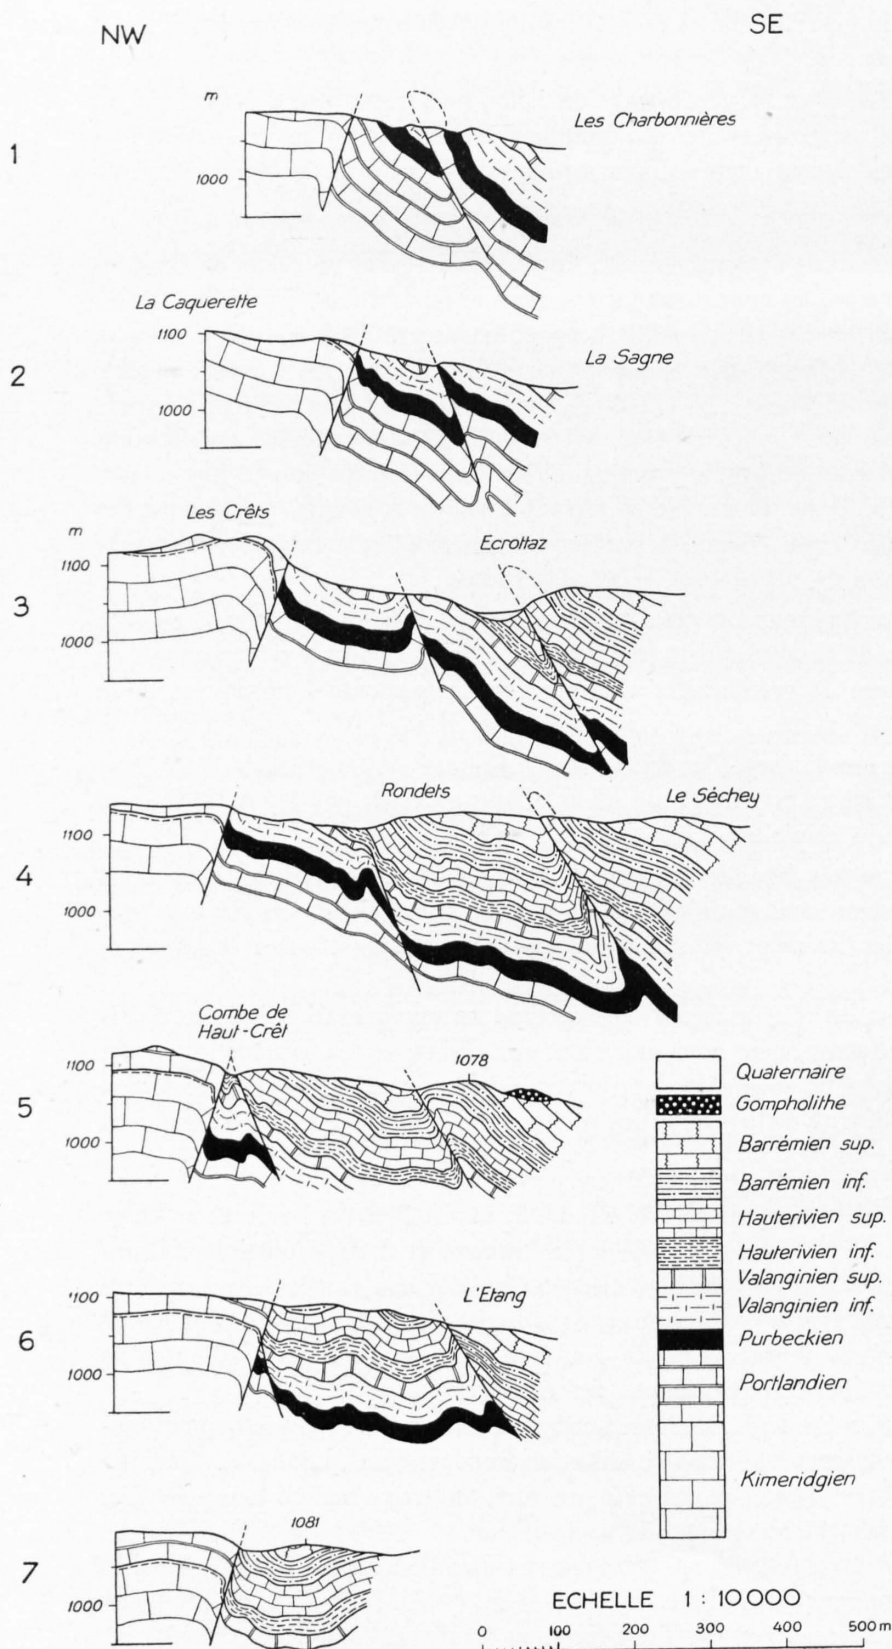 NW
SE
m
1
Les Charbonnières
1000
La Caquerette
1100
2
La Sagne
1000
Les Crêts
m
Ecrottaz
1100
3
1000
Rondets
Le Séchey
1100
4
1000
Combe de
Haut-Crêt
1100
1078
5
1000
Quaternaire
Gompholithe
Barrémien sup.
Barrémien inf.
Hauterivien sup.
Hauterivien inf.
Valanginien sup.
Valanginien inf.
Purbeckien
Portlandien
Kimeridgien
1100
L'Etang
6
1000
1081
7
1000
ECHELLE 1 : 10 000
0 100 200 300 400 500 m